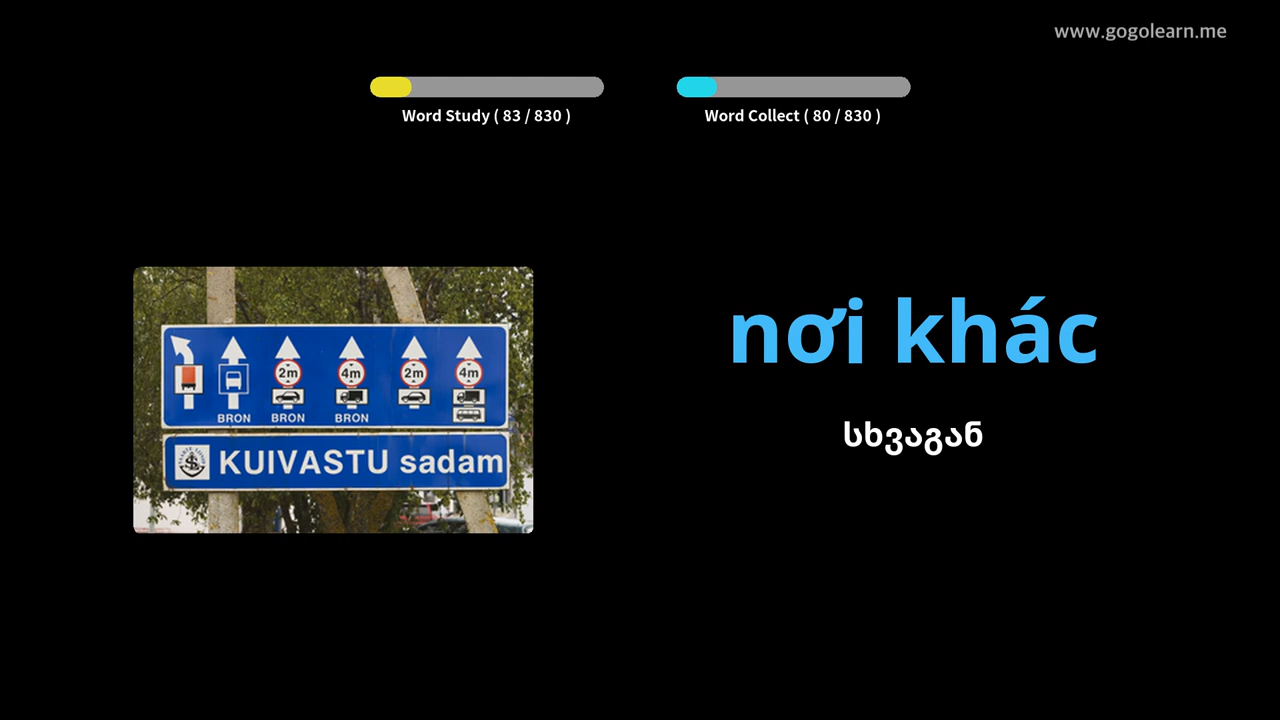 www.gogolearn.me
Word Study ( 83 / 830 )
Word Collect ( 80 / 830 )
2m 4m 2m 4m
BRON BRON BRON
KUIVASTU sadam
nơi khác
სხვაგან